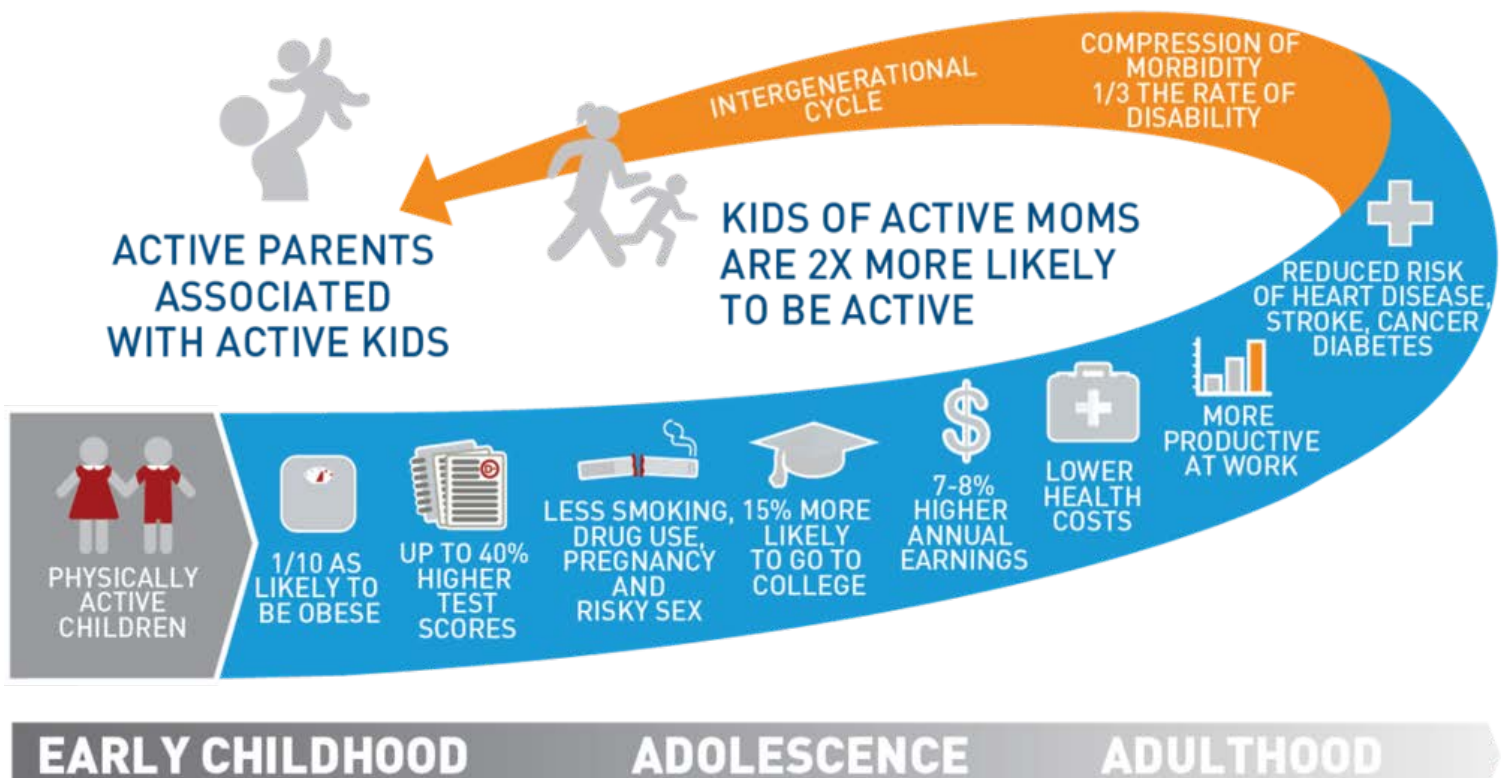 INTERGENERATIONAL
CYCLE
COMPRESSION OF
MORBIDITY
1/3 THE RATE OF
DISABILITY
ACTIVE PARENTS
ASSOCIATED
WITH ACTIVE KIDS
KIDS OF ACTIVE MOMS
ARE 2X MORE LIKELY
TO BE ACTIVE
REDUCED RISK
OF HEART DISEASE,
STROKE, CANCER
DIABETES
PHYSICALLY
ACTIVE
CHILDREN
1/10 AS
LIKELY TO
BE OBESE
UP TO 40%
HIGHER
TEST
SCORES
LESS SMOKING,
DRUG USE,
PREGNANCY
AND
RISKY SEX
15% MORE
LIKELY
TO GO TO
COLLEGE
7-8%
HIGHER
ANNUAL
EARNINGS
LOWER
HEALTH
COSTS
MORE
PRODUCTIVE
AT WORK
EARLY CHILDHOOD
ADOLESCENCE
ADULTHOOD